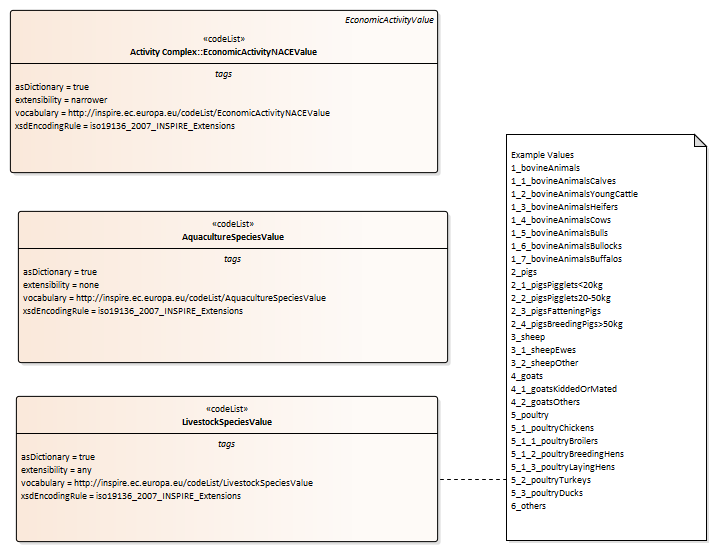 EconomicActivityValue
«codeList»
Activity Complex::EconomicActivityNACEValue
tags
asDictionary = true
extensibility = narrower
vocabulary = http://inspire.ec.europa.eu/codeList/EconomicActivityNACEValue
xsdEncodingRule = iso19136_2007_INSPIRE_Extensions
«codeList»
AquacultureSpeciesValue
tags
asDictionary = true
extensibility = none
vocabulary = http://inspire.ec.europa.eu/codeList/AquacultureSpeciesValue
xsdEncodingRule = iso19136_2007_INSPIRE_Extensions
«codeList»
LivestockSpeciesValue
tags
asDictionary = true
extensibility = any
vocabulary = http://inspire.ec.europa.eu/codeList/LivestockSpeciesValue
xsdEncodingRule = iso19136_2007_INSPIRE_Extensions
Example Values
1_bovineAnimals
1_1_bovineAnimalsCalves
1_2_bovineAnimalsYoungCattle
1_3_bovineAnimalsHeifers
1_4_bovineAnimalsCows
1_5_bovineAnimalsBulls
1_6_bovineAnimalsBullocks
1_7_bovineAnimalsBuffalos
2_pigs
2_1_pigsPigglets<20kg
2_2_pigsPigglets20-50kg
2_3_pigsFatteningPigs
2_4_pigsBreedingPigs>50kg
3_sheep
3_1_sheepEwes
3_2_sheepOther
4_goats
4_1_goatsKiddedOrMated
4_2_goatsOthers
5_poultry
5_1_poultryChickens
5_1_1_poultryBroilers
5_1_2_poultryBreedingHens
5_1_3_poultryLayingHens
5_2_poultryTurkeys
5_3_poultryDucks
6_others